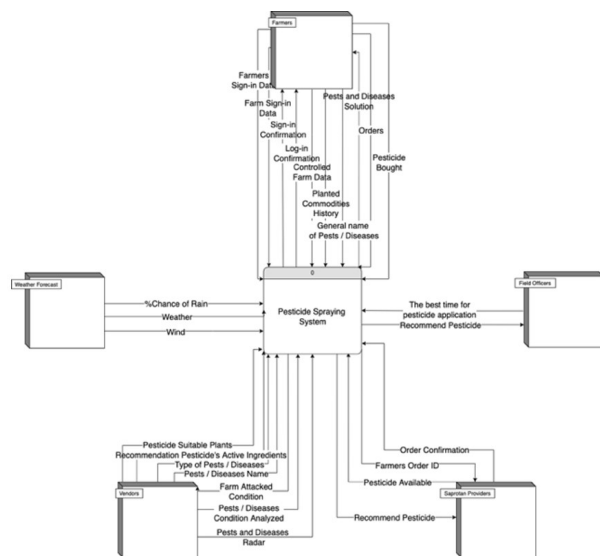 Farmers
Farmers
Sign-in Data
Farm Sign-in
Data
Sign-in
Confirmation
Log-in
Confirmation
Controlled
Farm Data
Planted
Commodities
History
General name
of Pests / Diseases
Pests and Diseases
Solution
Orders
Pesticide
Bought
0
Pesticide Spraying
System
Weather Forecast
%Chance of Rain
Weather
Wind
Field Officers
The best time for
pesticide application
Recommend Pesticide
Pesticide Suitable Plants
Recommendation Pesticide's Active Ingredients
Type of Pests / Diseases
Pests / Diseases Name
Vendors
Farm Attacked
Condition
Pests / Diseases
Condition Analyzed
Pests and Diseases
Radar
Order Confirmation
Farmers Order ID
Pesticide Available
Recommend Pesticide
Saprotan Providers